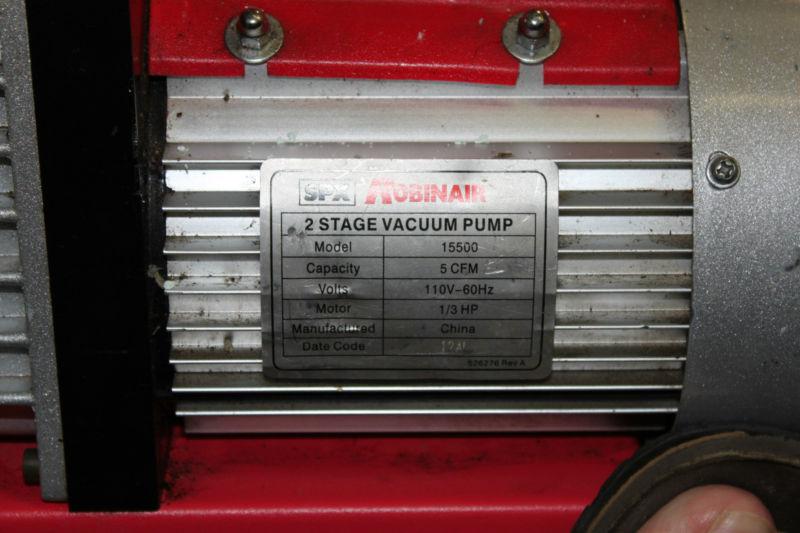 SPX ROBINAIR
2 STAGE VACUUM PUMP
Model 15500
Capacity 5 CFM
Volts 110V-60Hz
Motor 1/3 HP
Manufactured China
Date Code
526276 Rev A